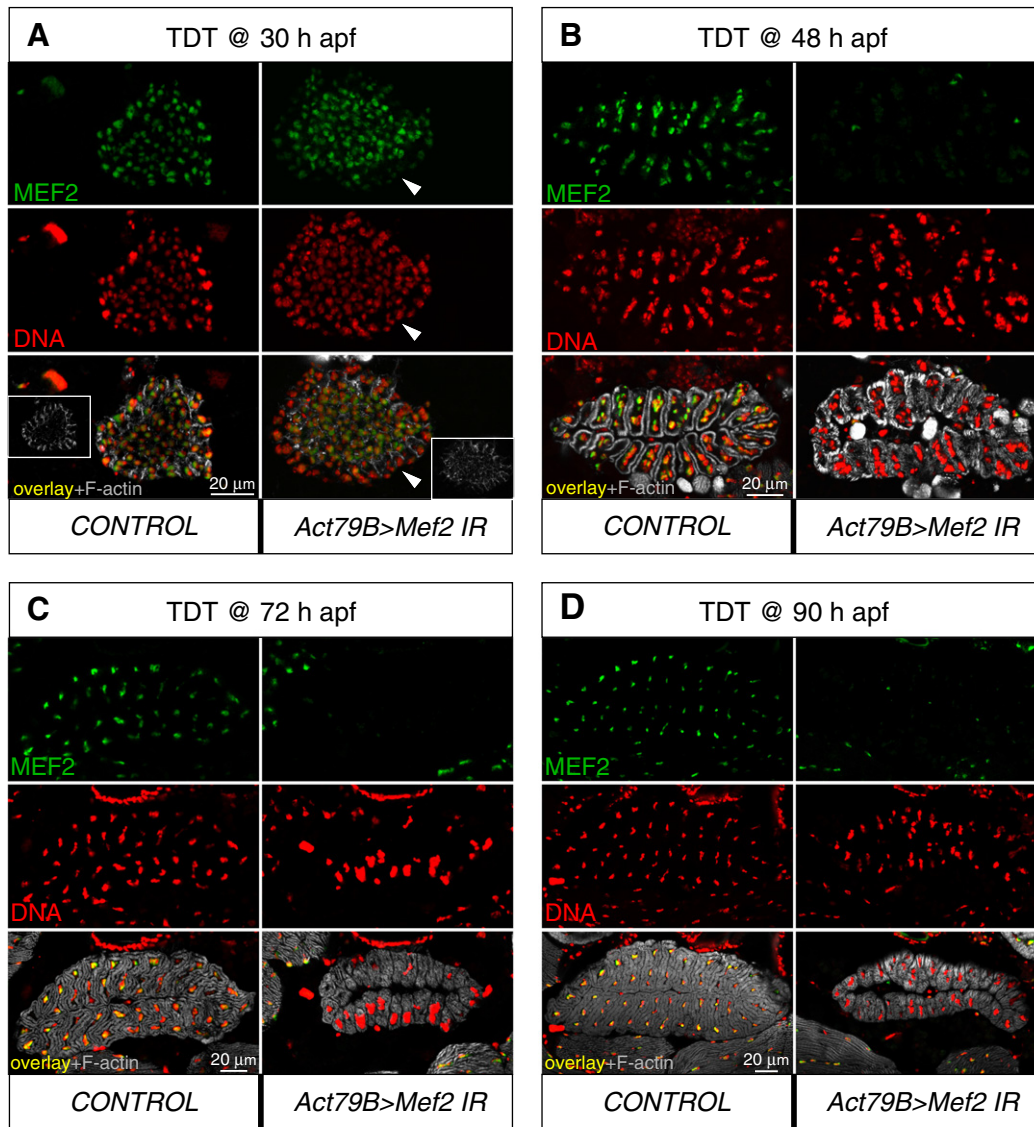 A
TDT @ 30 h apf
MEF2
DNA
overlay+F-actin
20 µm
CONTROL
Act79B>Mef2 IR
B
TDT @ 48 h apf
MEF2
DNA
overlay+F-actin
20 µm
CONTROL
Act79B>Mef2 IR
C
TDT @ 72 h apf
MEF2
DNA
overlay+F-actin
20 µm
CONTROL
Act79B>Mef2 IR
D
TDT @ 90 h apf
MEF2
DNA
overlay+F-actin
20 µm
CONTROL
Act79B>Mef2 IR